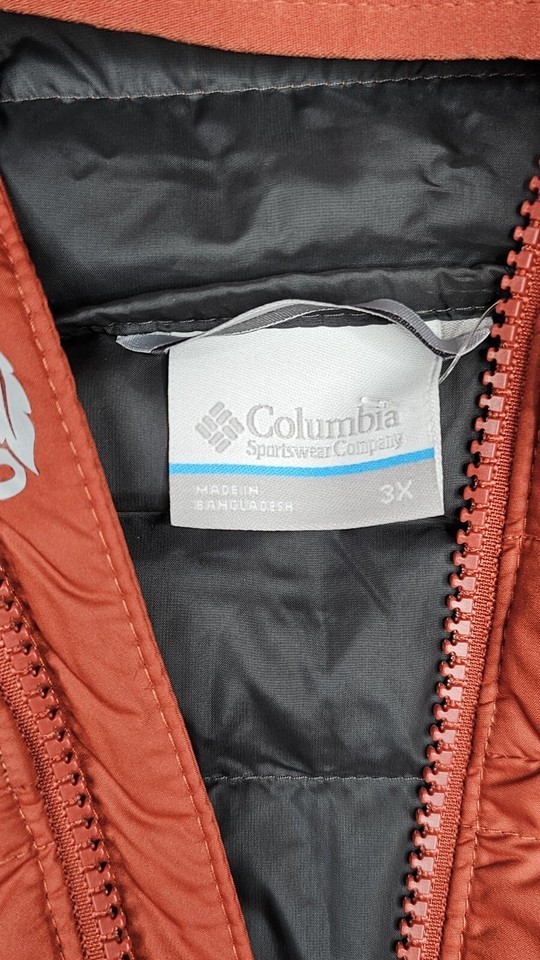 Columbia
Sportswear Company
MADE IN
BANGLADESH
3X